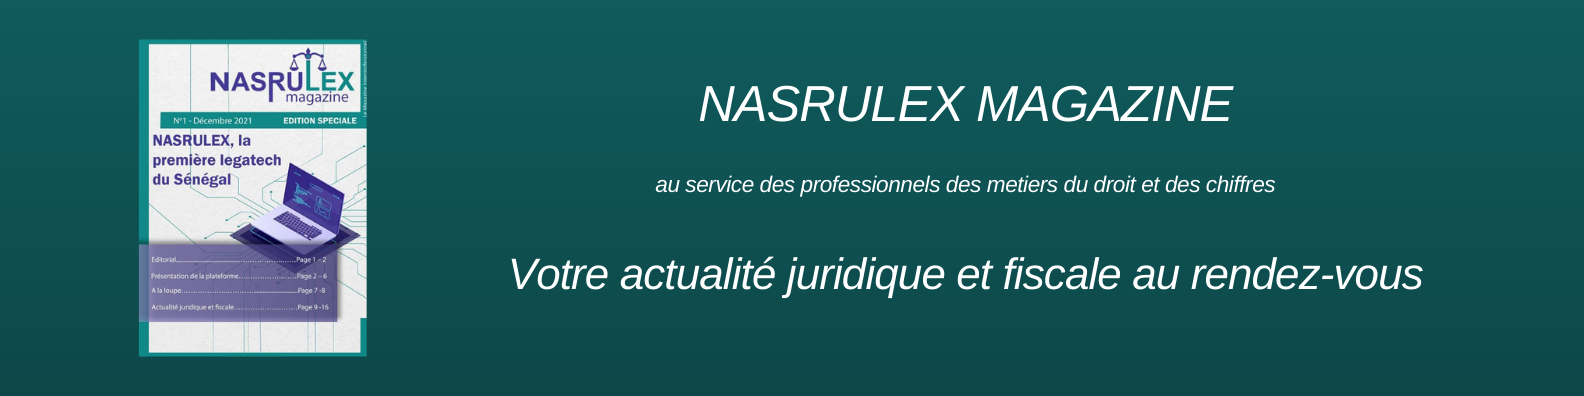 NASRULEX
magazine
Nº1 - Décembre 2021 EDITION SPECIALE
NASRULEX, la
première legatech
du Sénégal
Editorial...Page 1 - 2
Présentation de la plateforme...Page 2 - 6
A la loupe...Page 7 -8
Actualité juridique et fiscale...Page 9 -16
NASRULEX MAGAZINE
au service des professionnels des metiers du droit et des chiffres
Votre actualité juridique et fiscale au rendez-vous